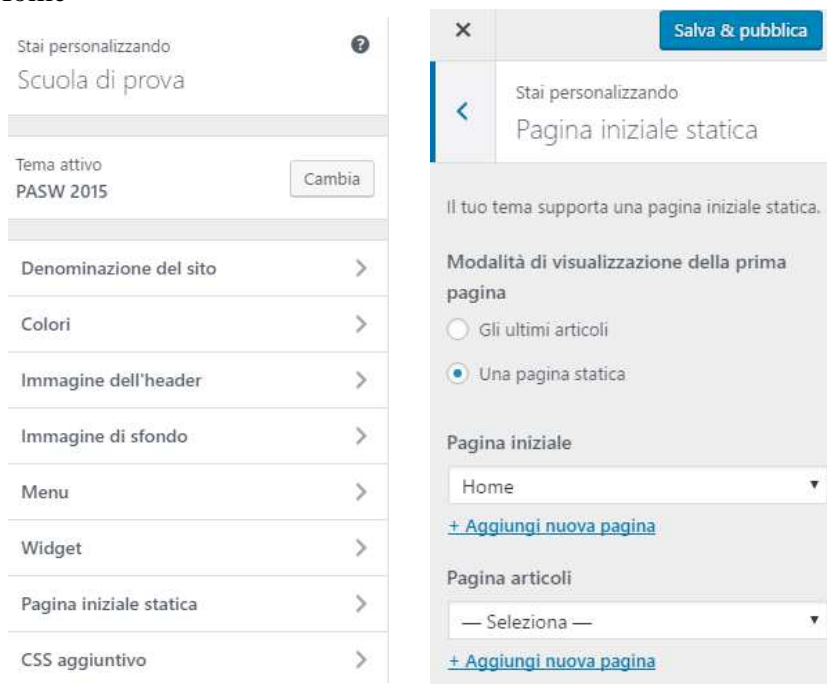 Stai personalizzando
Scuola di prova
Tema attivo
PASW 2015
Cambia
Denominazione del sito
Colori
Immagine dell'header
Immagine di sfondo
Menu
Widget
Pagina iniziale statica
CSS aggiuntivo
Salva & pubblica
Stai personalizzando
Pagina iniziale statica
Il tuo tema supporta una pagina iniziale statica.
Modalità di visualizzazione della prima
pagina
Gli ultimi articoli
Una pagina statica
Pagina iniziale
Home
+ Aggiungi nuova pagina
Pagina articoli
— Seleziona —
+ Aggiungi nuova pagina